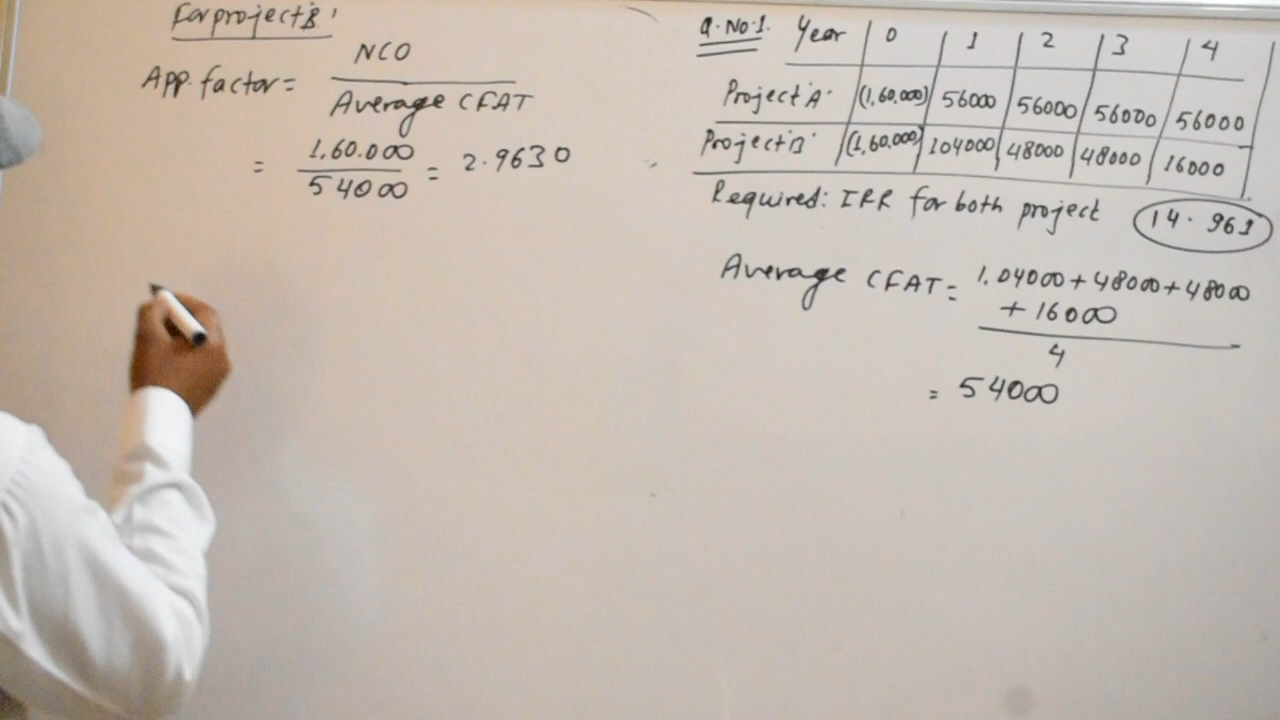 For project 'B'
App. factor = NCO
Average CFAT
= 1,60.000 = 2.9630
54000
Q. No. 1. Year 0 1 2 3 4
Project 'A' (1,60,000) 56000 56000 56000 56000
Project 'B' (1,60,000) 104000 48000 48000 16000
Required: IRR for both project 14.961
Average CFAT = 1,04000 + 48000 + 48000
+ 16000
4
= 54000